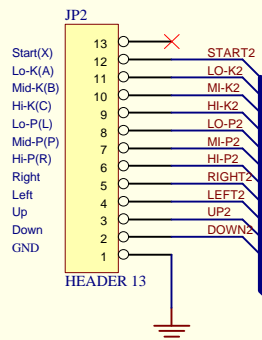 JP2
13
Start(X) 12 START2
Lo-K(A) 11 LO-K2
Mid-K(B) 10 MI-K2
Hi-K(C) 9 HI-K2
Lo-P(L) 8 LO-P2
Mid-P(P) 7 MI-P2
Hi-P(R) 6 HI-P2
Right 5 RIGHT2
Left 4 LEFT2
Up 3 UP2
Down 2 DOWN2
GND 1
HEADER 13